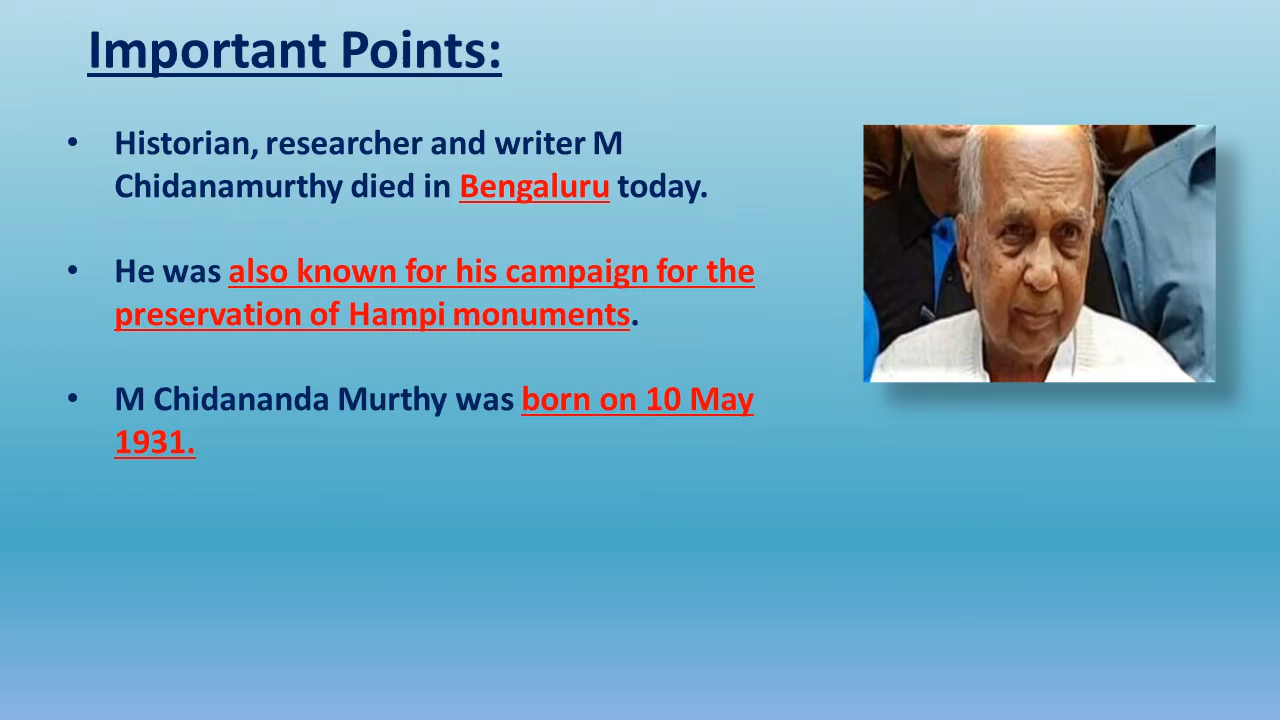 Important Points:
• Historian, researcher and writer M
Chidanamurthy died in Bengaluru today.
• He was also known for his campaign for the
preservation of Hampi monuments.
• M Chidananda Murthy was born on 10 May
1931.